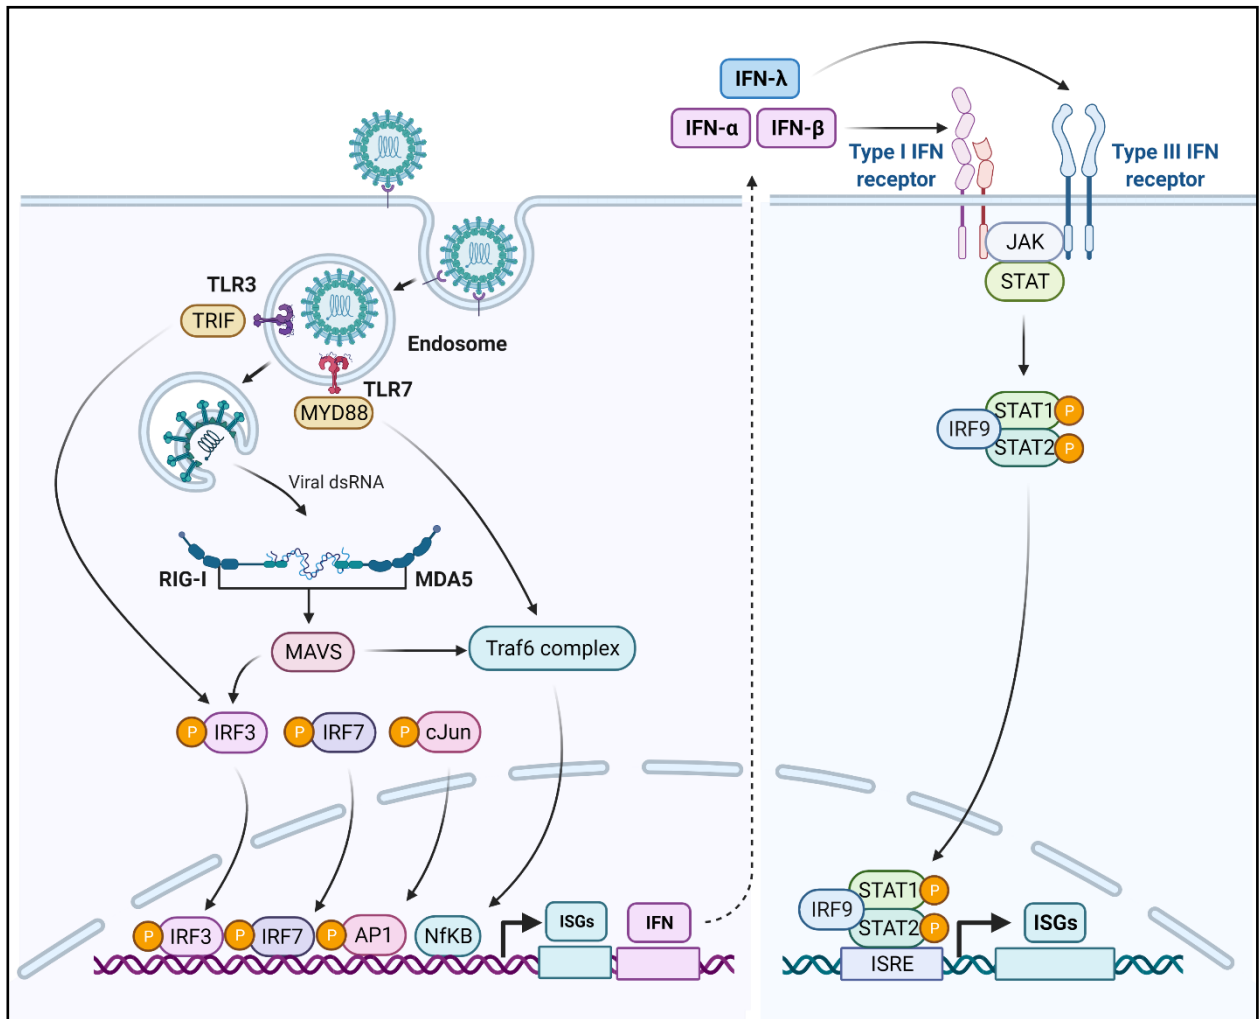 IFN-λ
IFN-α
IFN-β
Type I IFN
receptor
Type III IFN
receptor
JAK
STAT
TLR3
TRIF
Endosome
TLR7
MYD88
Viral dsRNA
RIG-I
MDA5
MAVS
Traf6 complex
P
IRF3
P
IRF7
P
cJun
P
IRF3
P
IRF7
P
AP1
NfKB
ISGs
IFN
STAT1
P
IRF9
STAT2
P
STAT1
P
IRF9
STAT2
P
ISRE
ISGs